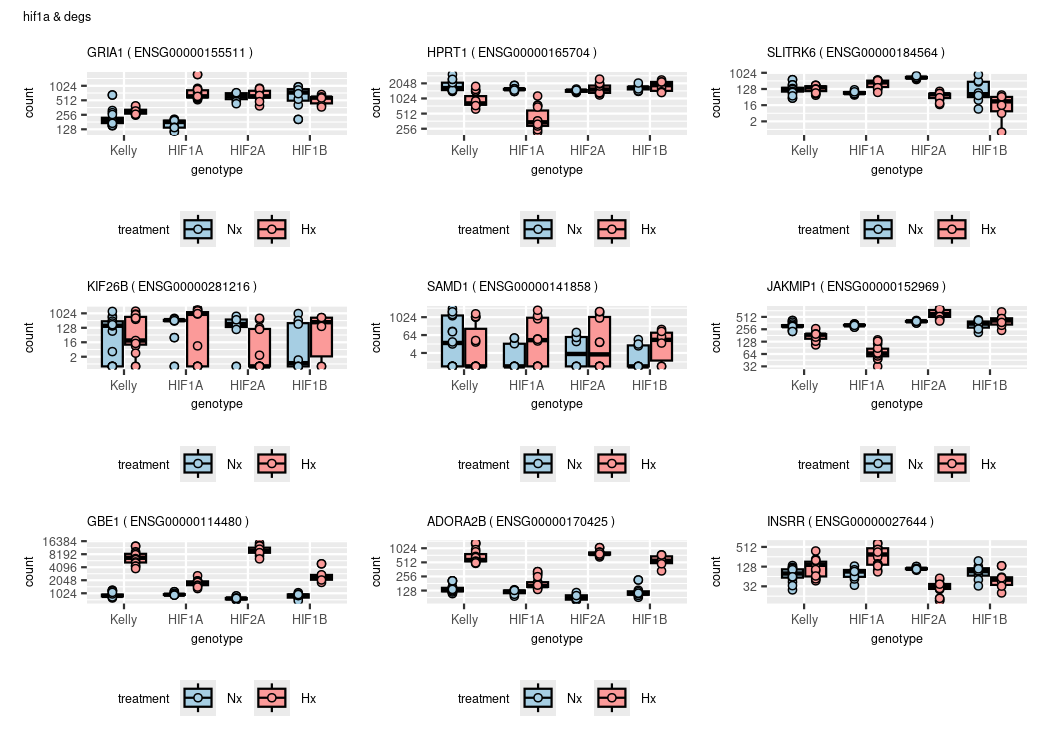 hif1a & degs
GRIA1 ( ENSG00000155511 )
count
1024
512
256
128
Kelly HIF1A HIF2A HIF1B
genotype
treatment Nx Hx
HPRT1 ( ENSG00000165704 )
count
2048
1024
512
256
Kelly HIF1A HIF2A HIF1B
genotype
treatment Nx Hx
SLITRK6 ( ENSG00000184564 )
count
1024
128
16
2
Kelly HIF1A HIF2A HIF1B
genotype
treatment Nx Hx
KIF26B ( ENSG00000281216 )
count
1024
128
16
2
Kelly HIF1A HIF2A HIF1B
genotype
treatment Nx Hx
SAMD1 ( ENSG00000141858 )
count
1024
64
4
Kelly HIF1A HIF2A HIF1B
genotype
treatment Nx Hx
JAKMIP1 ( ENSG00000152969 )
count
512
256
128
64
32
Kelly HIF1A HIF2A HIF1B
genotype
treatment Nx Hx
GBE1 ( ENSG00000114480 )
count
16384
8192
4096
2048
1024
Kelly HIF1A HIF2A HIF1B
genotype
treatment Nx Hx
ADORA2B ( ENSG00000170425 )
count
1024
512
256
128
Kelly HIF1A HIF2A HIF1B
genotype
treatment Nx Hx
INSRR ( ENSG00000027644 )
count
512
128
32
Kelly HIF1A HIF2A HIF1B
genotype
treatment Nx Hx